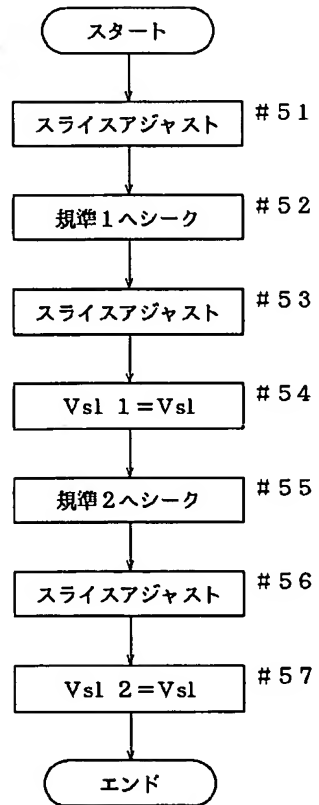 スタート
スライスアジャスト #51
規準1へシーク #52
スライスアジャスト #53
Vsl 1=Vsl #54
規準2へシーク #55
スライスアジャスト #56
Vsl 2=Vsl #57
エンド